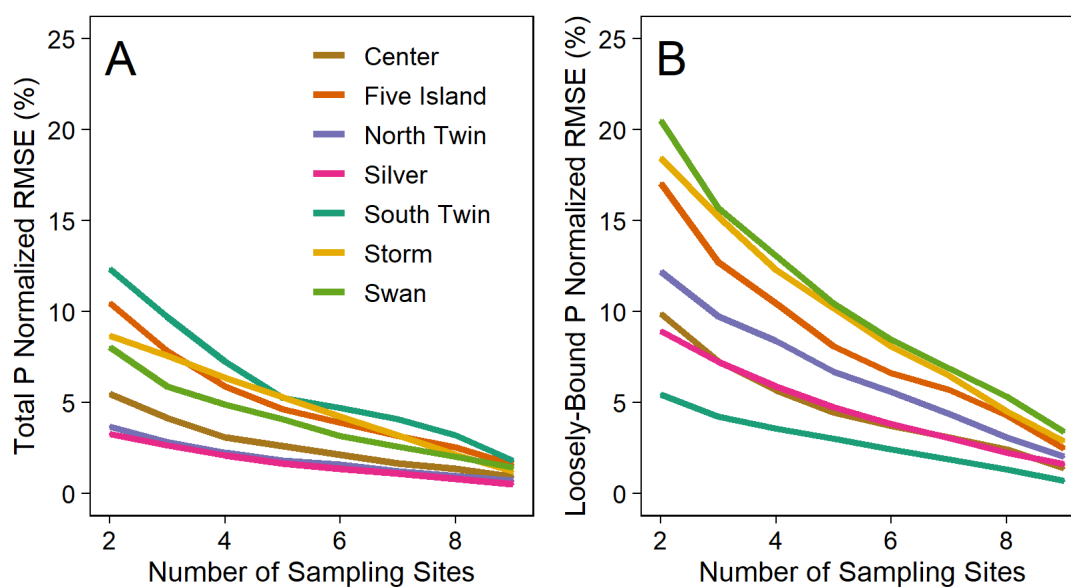 A
Total P Normalized RMSE (%)
25
20
15
10
5
0
Center
Five Island
North Twin
Silver
South Twin
Storm
Swan
2 4 6 8
Number of Sampling Sites
B
Loosely-Bound P Normalized RMSE (%)
25
20
15
10
5
0
2 4 6 8
Number of Sampling Sites